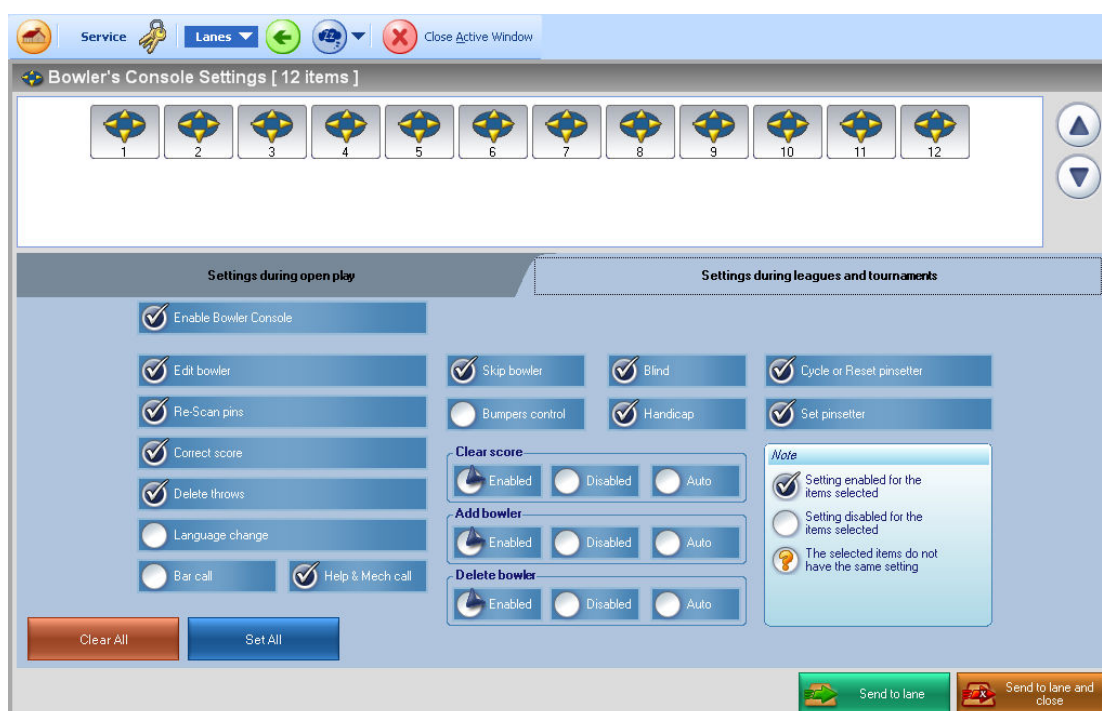 Service Lanes Close Active Window
Bowler's Console Settings [ 12 items ]
1 2 3 4 5 6 7 8 9 10 11 12
Settings during open play Settings during leagues and tournaments
Enable Bowler Console
Edit bowler Skip bowler Blind Cycle or Reset pinsetter
Re-Scan pins Bumpers control Handicap Set pinsetter
Correct score
Delete throws
Language change
Bar call Help & Mech call
Clear score
Enabled Disabled Auto
Add bowler
Enabled Disabled Auto
Delete bowler
Enabled Disabled Auto
Note
Setting enabled for the
items selected
Setting disabled for the
items selected
The selected items do not
have the same setting
Clear All Set All
Send to lane Send to lane and
close